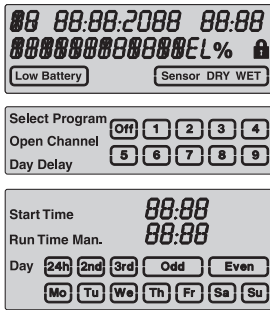 88 88:88:2088 88:88
88888888888EL%
Low Battery Sensor DRY WET
Select Program
Open Channel
Day Delay
Off 1 2 3 4
5 6 7 8 9
Start Time 88:88
Run Time Man. 88:88
Day 24h 2nd 3rd Odd Even
Mo Tu We Th Fr Sa Su